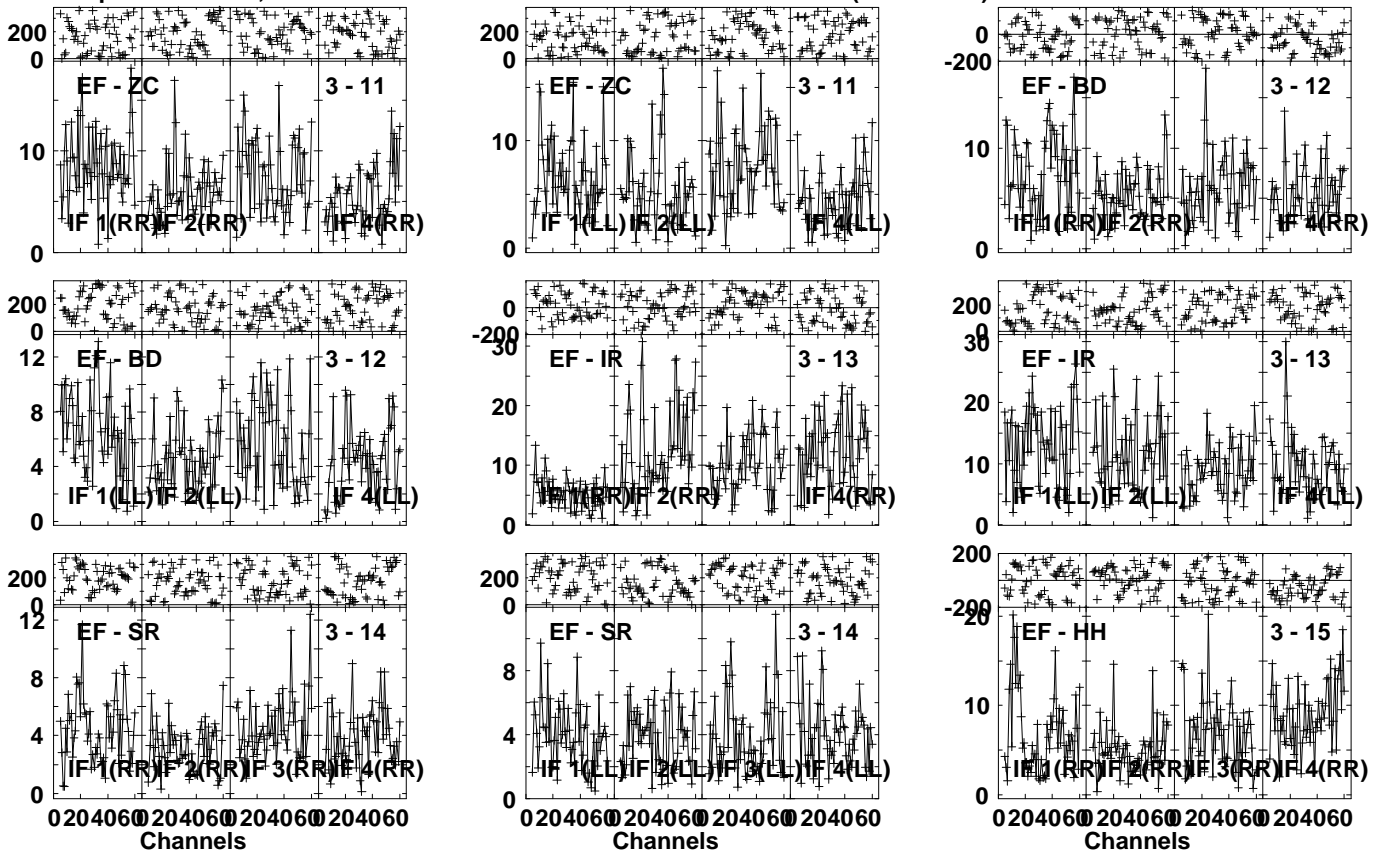 200 200 0
0 0 -200
EF - ZC 3 - 11 EF - ZC 3 - 11 EF - BD 3 - 12
10 10 10
IF 1(RR) IF 2(RR) IF 4(RR) IF 1(LL) IF 2(LL) IF 4(LL) IF 1(RR) IF 2(RR) IF 4(RR)
0 0 0
200 0 200
0 -200 0
EF - BD 3 - 12 EF - IR 3 - 13 EF - IR 3 - 13
12 30 30
8 20 20
4 10 10
IF 1(LL) IF 2(LL) IF 4(LL) IF 1(RR) IF 2(RR) IF 4(RR) IF 1(LL) IF 2(LL) IF 4(LL)
0 0 0
200 200 200
0 0 -200
EF - SR 3 - 14 EF - SR 3 - 14 EF - HH 3 - 15
12 8 20
8 4 10
4
IF 1(RR) IF 2(RR) IF 3(RR) IF 4(RR) IF 1(LL) IF 2(LL) IF 3(LL) IF 4(LL) IF 1(RR) IF 2(RR) IF 3(RR) IF 4(RR)
0 0 0
0 20 40 60 0 20 40 60 0 20 40 60 0 20 40 60 0 20 40 60 0 20 40 60 0 20 40 60 0 20 40 60 0 20 40 60 0 20 40 60 0 20 40 60 0 20 40 60
Channels Channels Channels